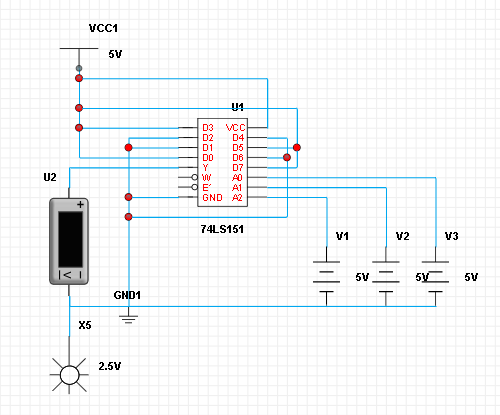 VCC1
5V
U1
D3 VCC
D2 D4
D1 D5
D0 D6
Y D7
W A0
E' A1
GND A2
74LS151
U2
+
V1 V2 V3
5V 5V 5V
GND1
X5
2.5V